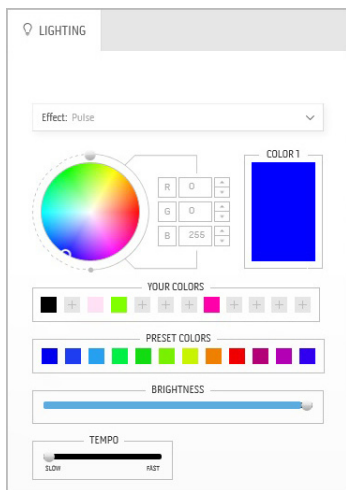 LIGHTING
Effect: Pulse
COLOR 1
R 0
G 0
B 255
YOUR COLORS
PRESET COLORS
BRIGHTNESS
TEMPO
SLOW FAST